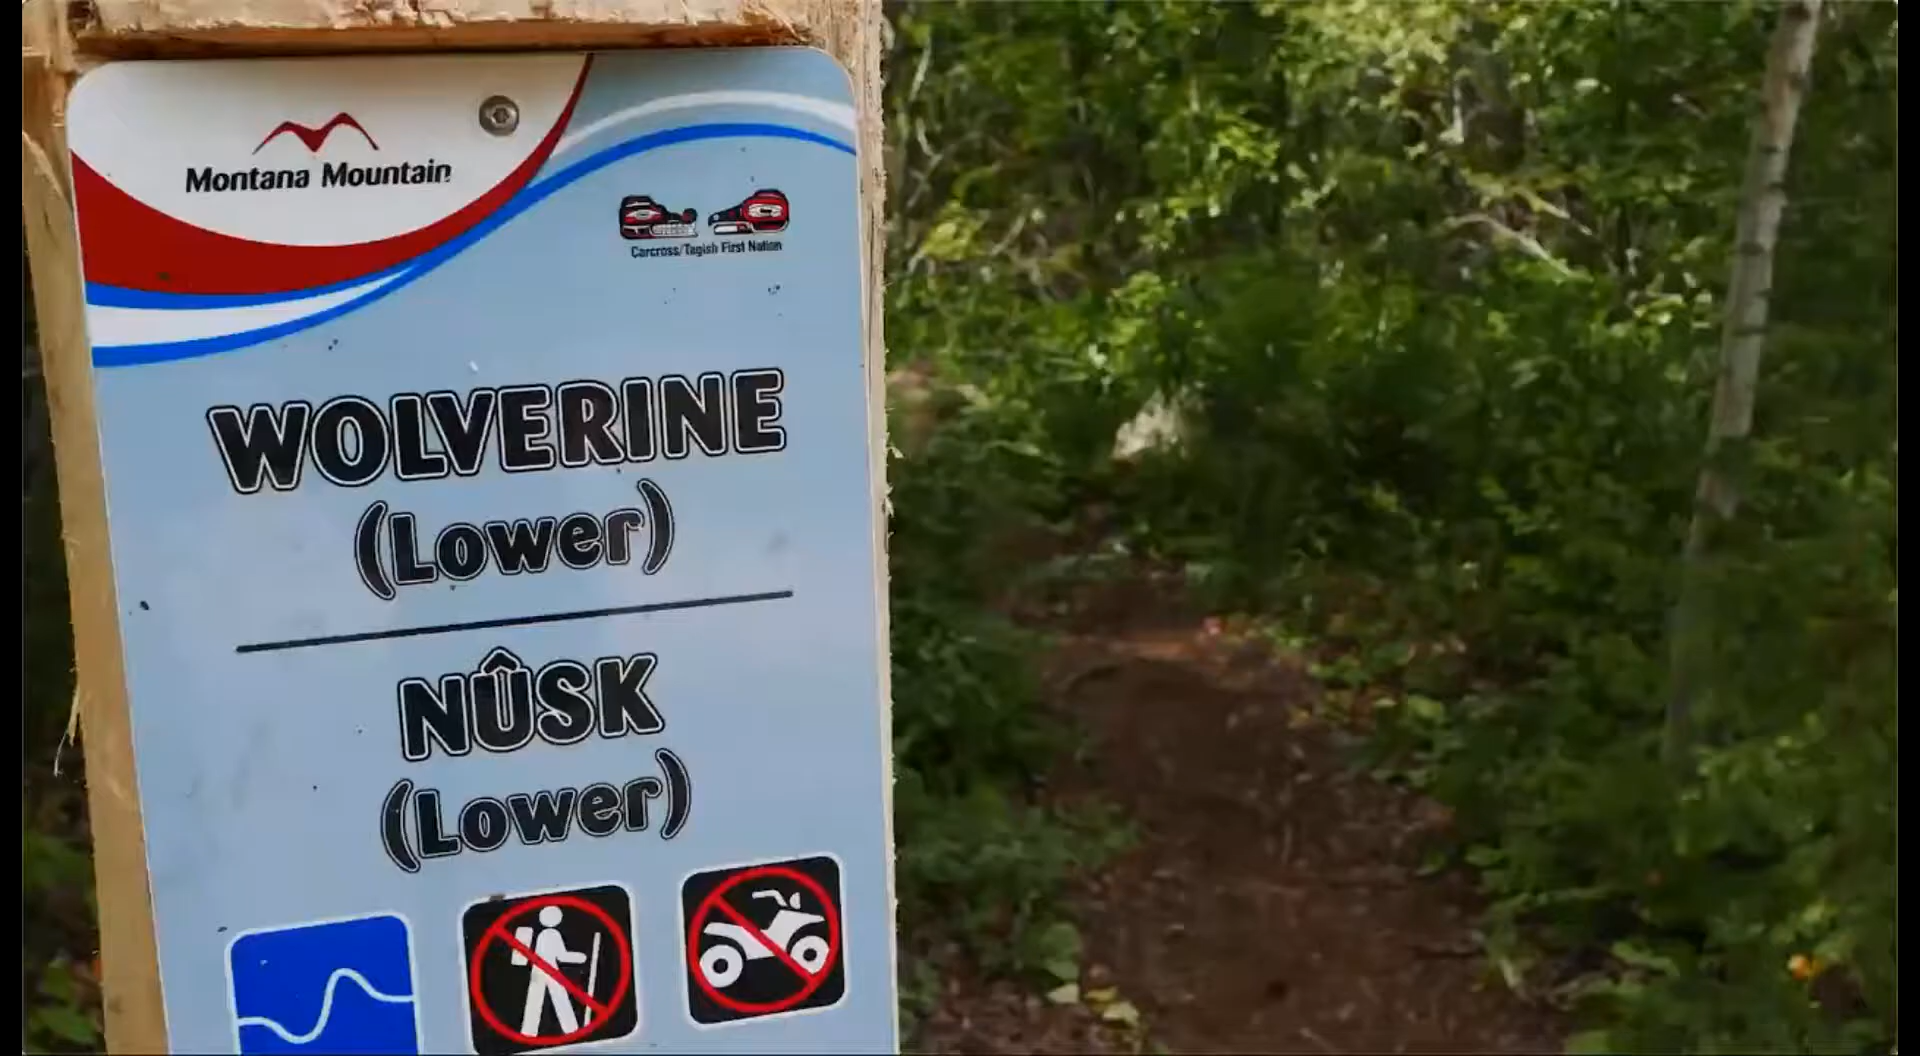 Montana Mountain
Carcross/Tagish First Nation
WOLVERINE
(Lower)
NÛSK
(Lower)